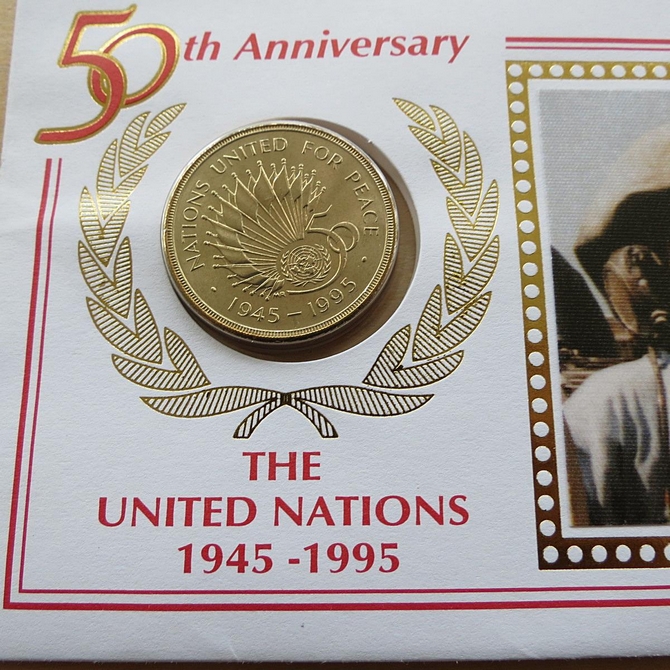 50th Anniversary
NATIONS UNITED FOR PEACE
50
· 1945 – 1995 ·
THE
UNITED NATIONS
1945 -1995